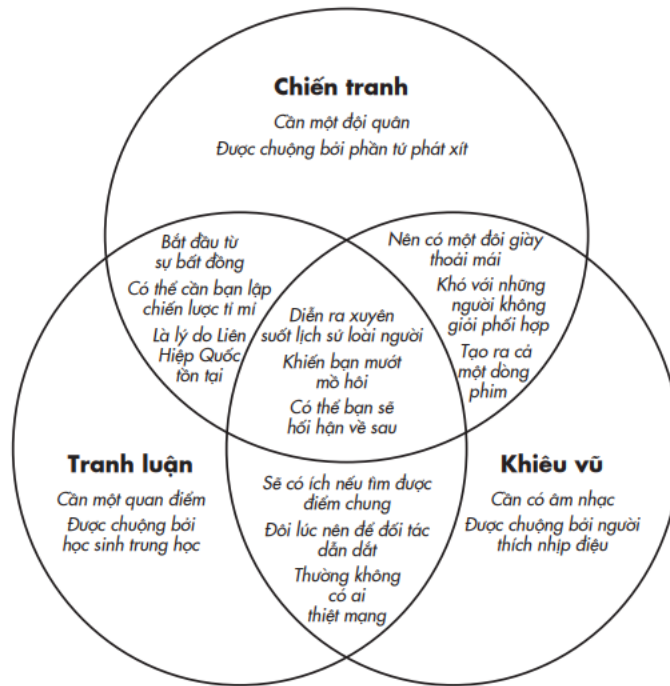 Chiến tranh
Cần một đội quân
Được chuộng bởi phần tử phát xít
Bắt đầu từ
sự bất đồng
Có thể cần bạn lập
chiến lược tỉ mỉ
Là lý do Liên
Hiệp Quốc
tồn tại
Nên có một đôi giày
thoải mái
Khó với những
người không
giỏi phối hợp
Tạo ra cả
một dòng
phim
Diễn ra xuyên
suốt lịch sử loài người
Khiến bạn mướt
mồ hôi
Có thể bạn sẽ
hối hận về sau
Tranh luận
Cần một quan điểm
Được chuộng bởi
học sinh trung học
Khiêu vũ
Cần có âm nhạc
Được chuộng bởi người
thích nhịp điệu
Sẽ có ích nếu tìm được
điểm chung
Đôi lúc nên để đối tác
dẫn dắt
Thường không
có ai
thiệt mạng